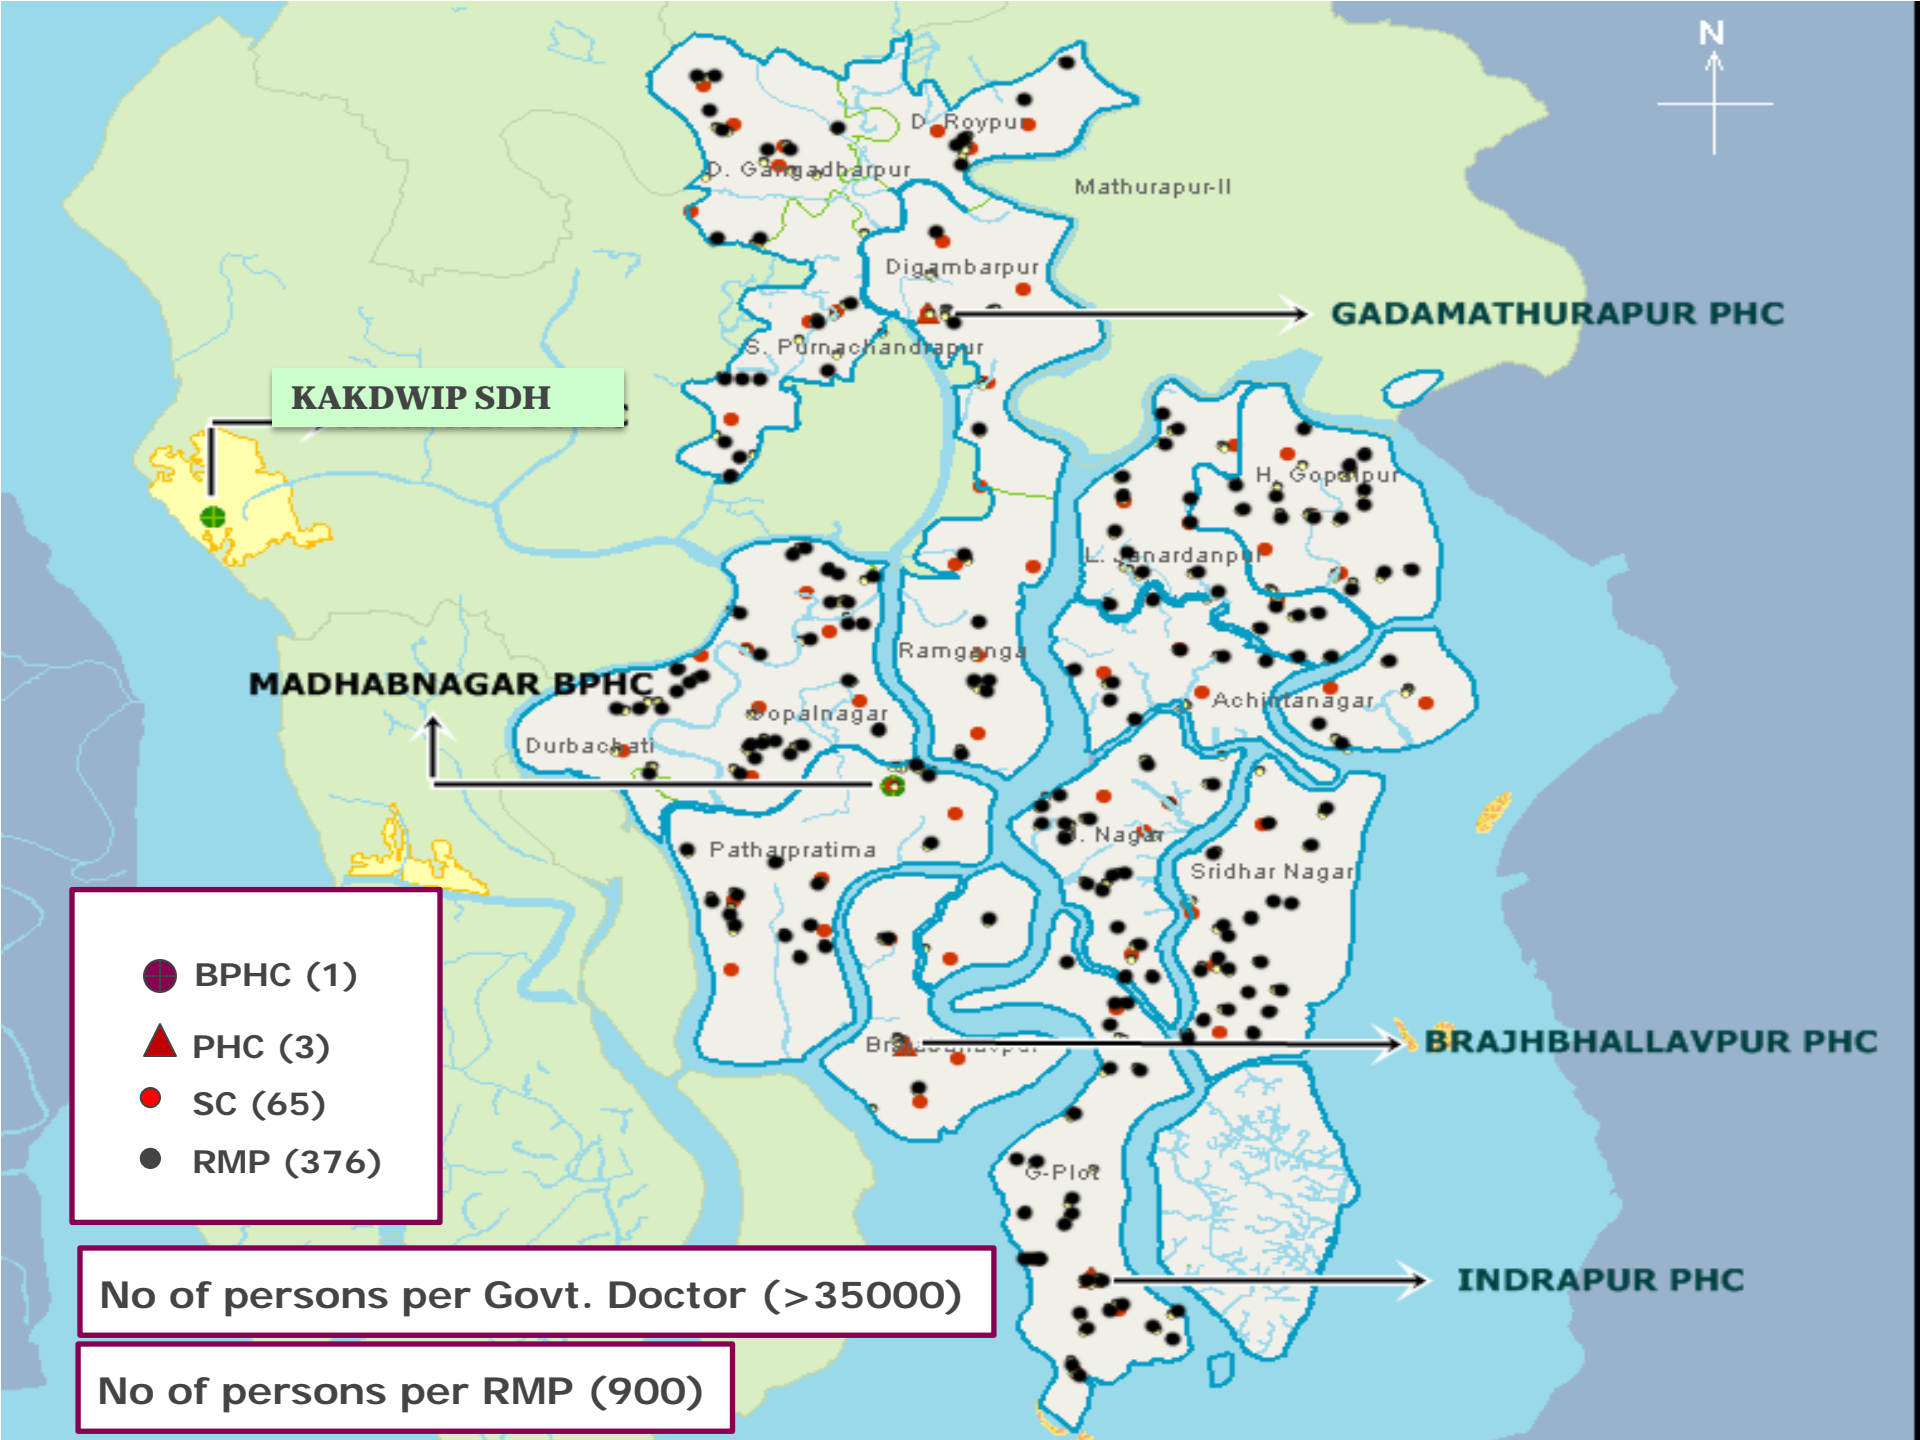 N
D. Roypur
D. Gangadharpur
Mathurapur-II
Digambarpur
GADAMATHURAPUR PHC
S. Purnachandrapur
KAKDWIP SDH
H. Gopalpur
L. Janardanpur
Ramganga
MADHABNAGAR BPHC
Achintanagar
Gopalnagar
Durbachati
Nagar
Patharpratima
Sridhar Nagar
BPHC (1)
PHC (3)
BRAJHBHALLAVPUR PHC
SC (65)
RMP (376)
G-Plot
INDRAPUR PHC
No of persons per Govt. Doctor (>35000)
No of persons per RMP (900)